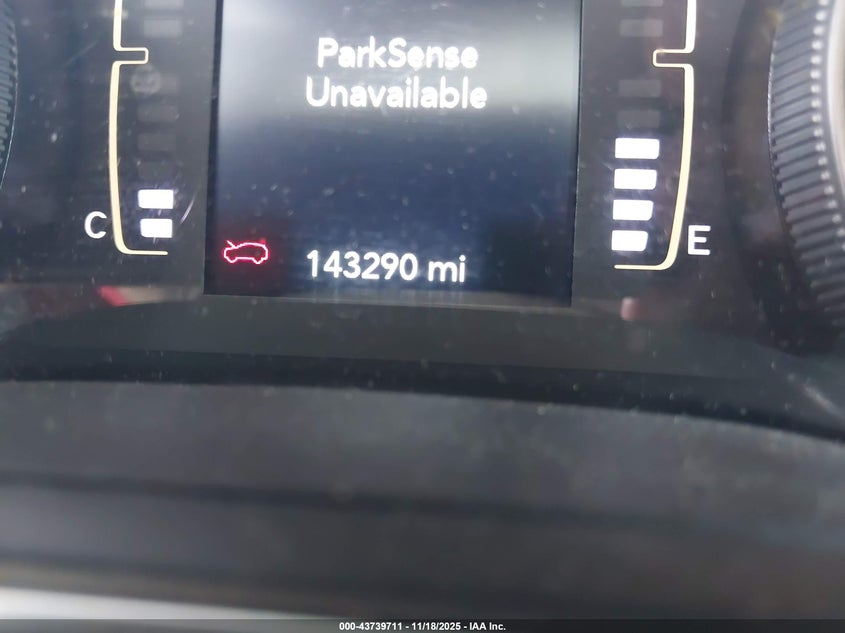 ParkSense
Unavailable
C
E
143290 mi
000-43739711 - 11/18/2025 - IAA Inc.